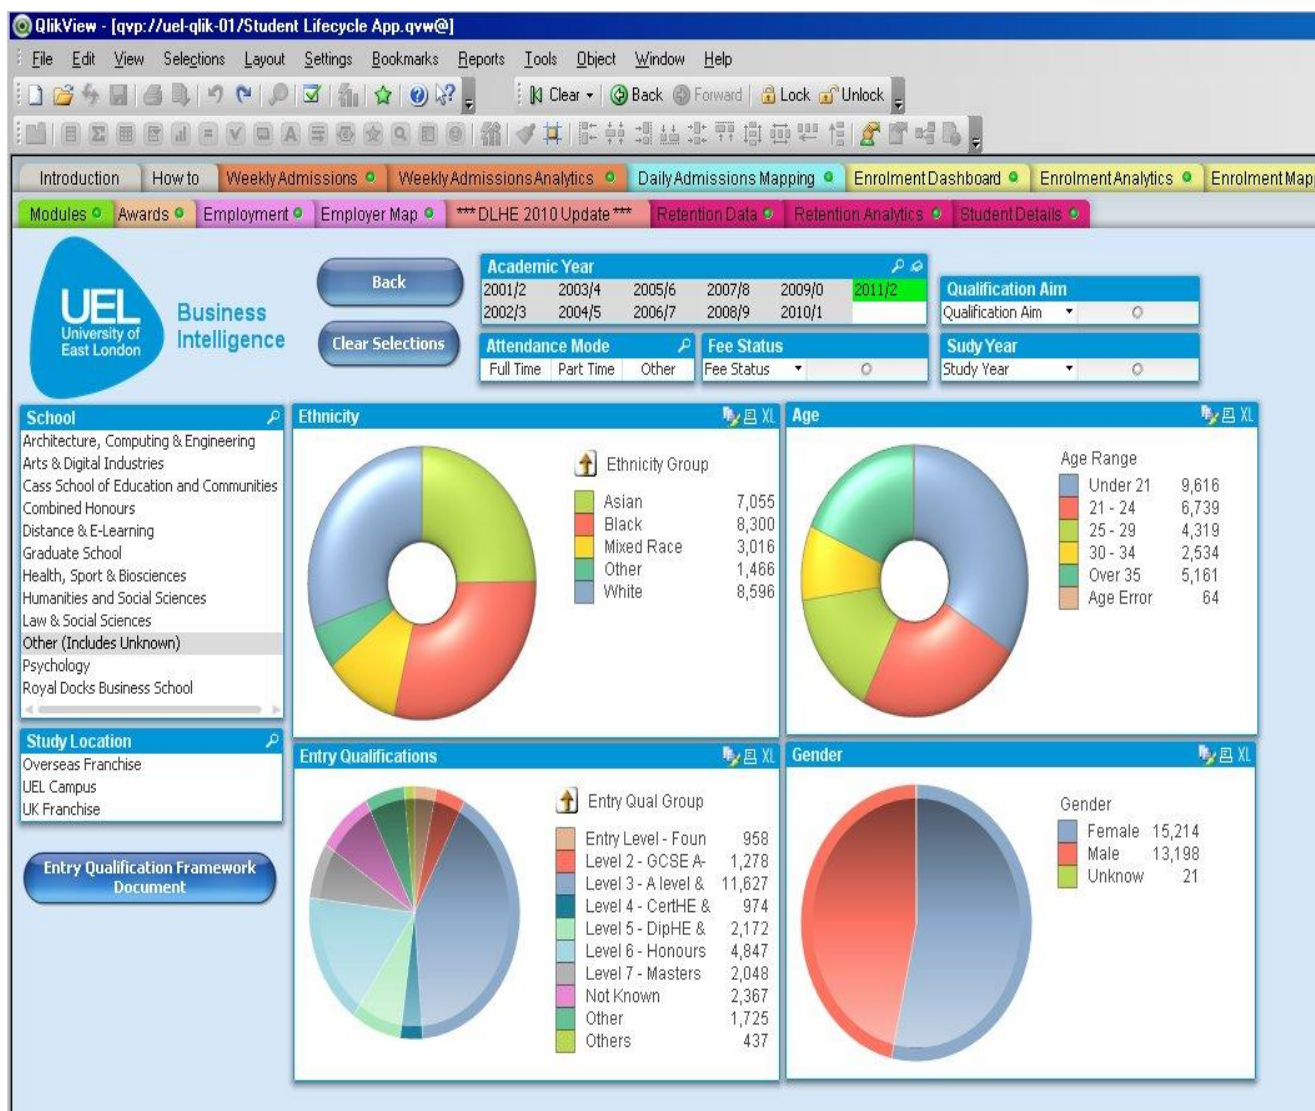 QlikView - [qvp://uel-qlik-01/Student Lifecycle App.qvw@]
File Edit View Selections Layout Settings Bookmarks Reports Tools Object Window Help
Clear Back Forward Lock Unlock
Introduction How to Weekly Admissions Weekly Admissions Analytics Daily Admissions Mapping Enrolment Dashboard Enrolment Analytics Enrolment Mapp
Modules Awards Employment Employer Map *** DLHE 2010 Update *** Retention Data Retention Analytics Student Details
UEL
University of
East London
Business
Intelligence
Back
Clear Selections
Academic Year
2001/2 2003/4 2005/6 2007/8 2009/0 2011/2
2002/3 2004/5 2006/7 2008/9 2010/1
Qualification Aim
Qualification Aim
Attendance Mode
Full Time Part Time Other
Fee Status
Fee Status
Sudy Year
Study Year
School
Architecture, Computing & Engineering
Arts & Digital Industries
Cass School of Education and Communities
Combined Honours
Distance & E-Learning
Graduate School
Health, Sport & Biosciences
Humanities and Social Sciences
Law & Social Sciences
Other (Includes Unknown)
Psychology
Royal Docks Business School
Study Location
Overseas Franchise
UEL Campus
UK Franchise
Entry Qualification Framework
Document
Ethnicity XL
Ethnicity Group
Asian 7,055
Black 8,300
Mixed Race 3,016
Other 1,466
White 8,596
Age XL
Age Range
Under 21 9,616
21 - 24 6,739
25 - 29 4,319
30 - 34 2,534
Over 35 5,161
Age Error 64
Entry Qualifications XL
Entry Qual Group
Entry Level - Foun 958
Level 2 - GCSE A- 1,278
Level 3 - A level & 11,627
Level 4 - CertHE & 974
Level 5 - DipHE & 2,172
Level 6 - Honours 4,847
Level 7 - Masters 2,048
Not Known 2,367
Other 1,725
Others 437
Gender XL
Gender
Female 15,214
Male 13,198
Unknow 21